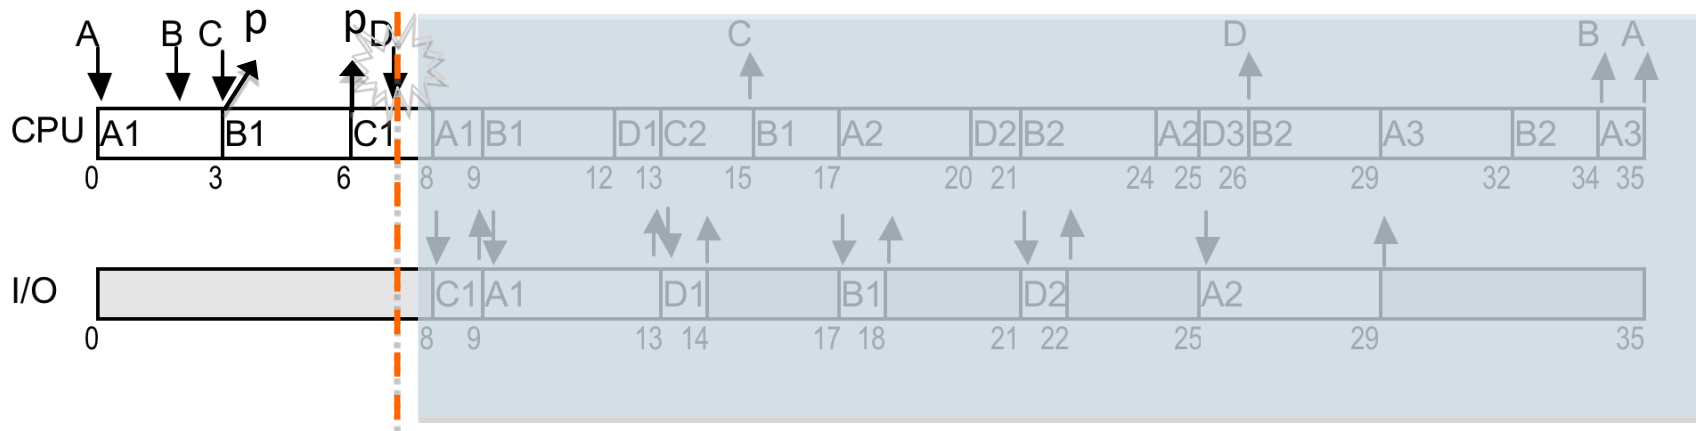 A B C p p D C D B A
CPU A1 B1 C1 A1 B1 D1 C2 B1 A2 D2 B2 A2 D3 B2 A3 B2 A3
0 3 6 8 9 12 13 15 17 20 21 24 25 26 29 32 34 35
I/O C1 A1 D1 B1 D2 A2
0 8 9 13 14 17 18 21 22 25 29 35